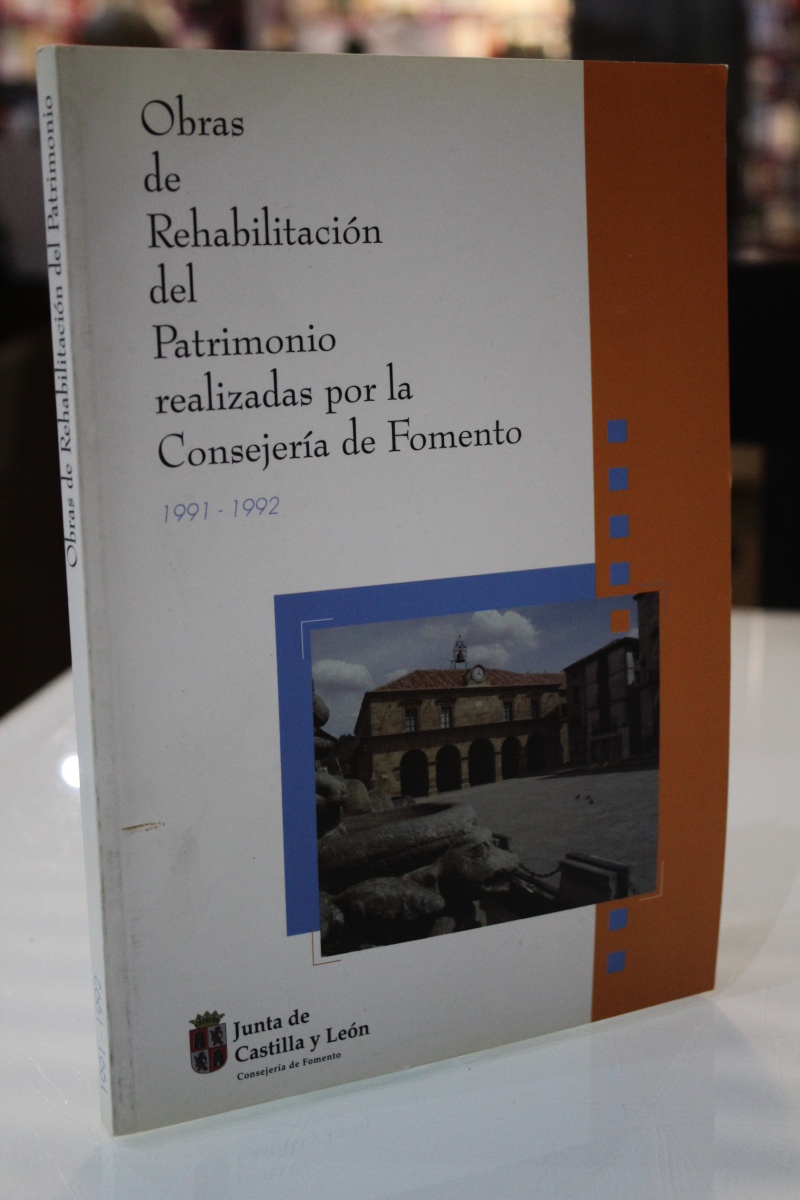 Obras
de
Rehabilitación
del
Patrimonio
realizadas por la
Consejería de Fomento
1991 - 1992
Junta de
Castilla y León
Consejería de Fomento
Obras de Rehabilitación del Patrimonio
1991 1992